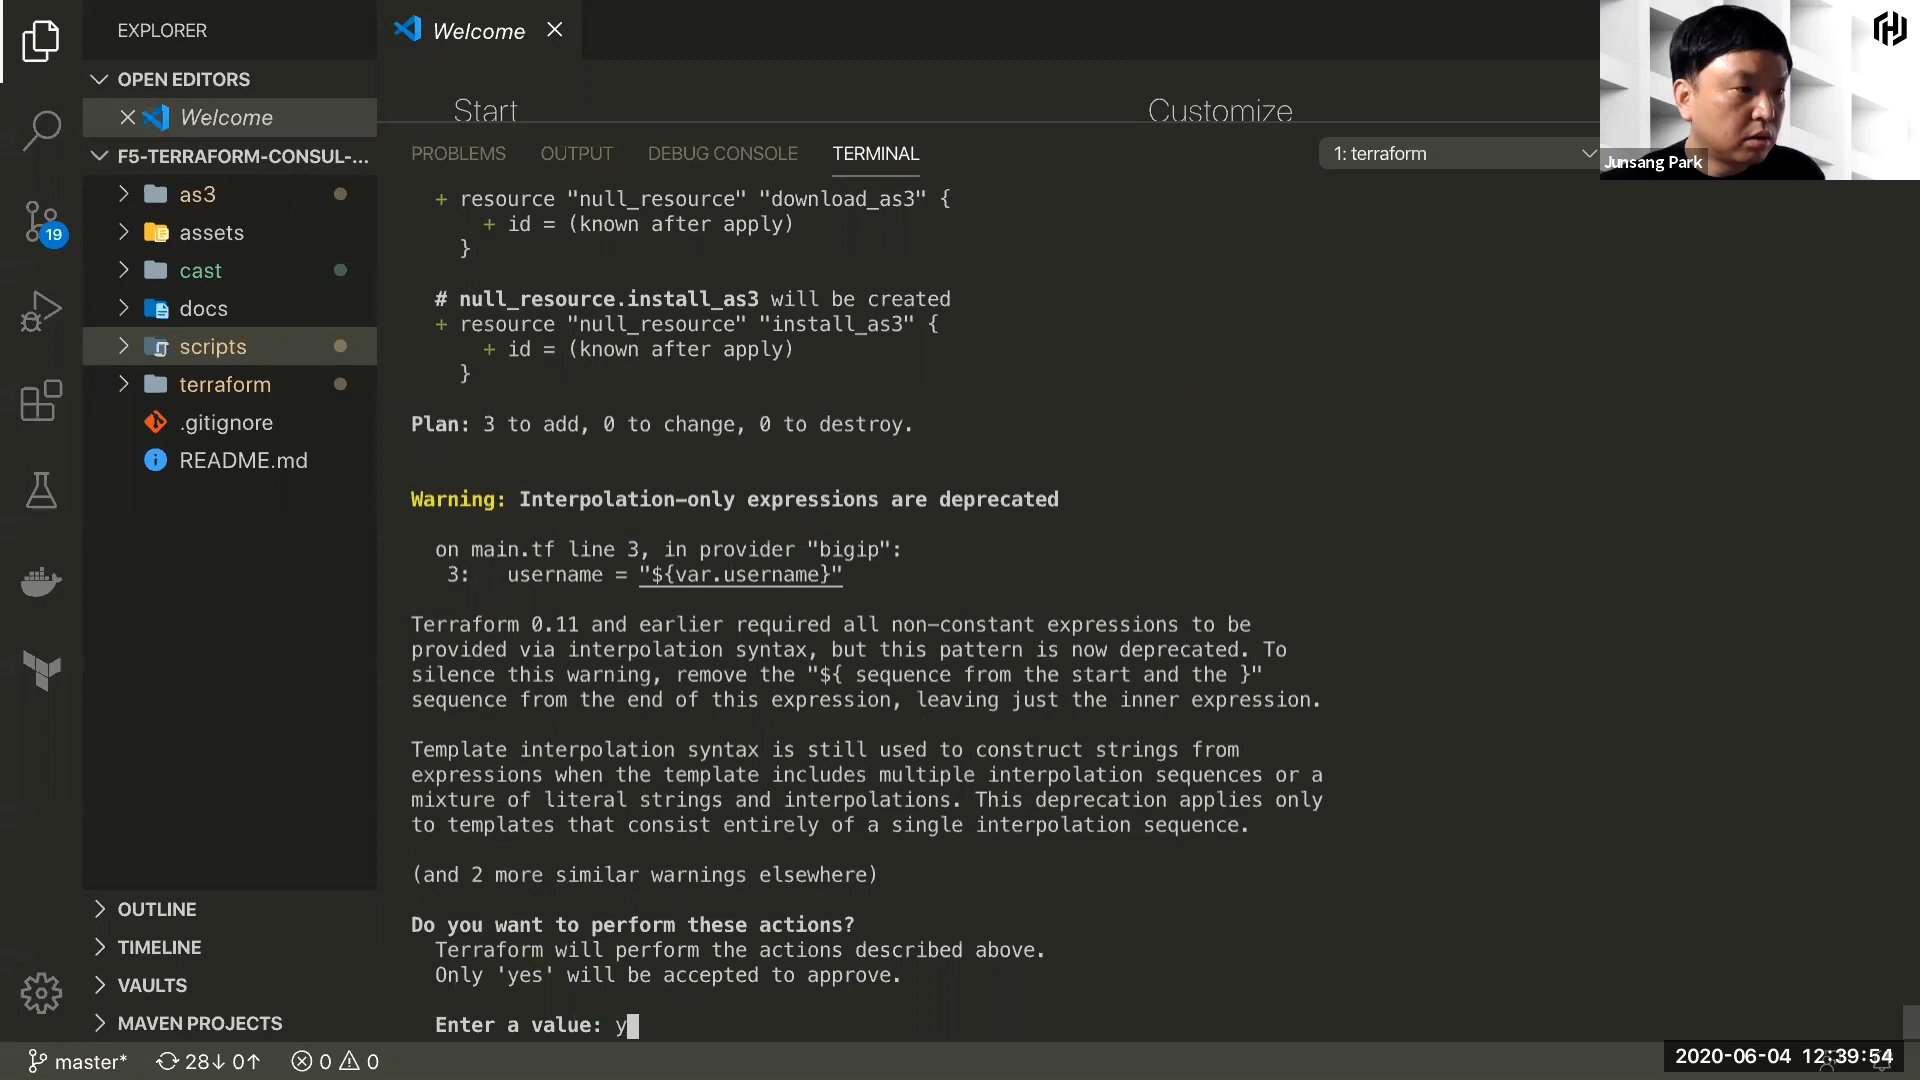 EXPLORER
Welcome
OPEN EDITORS
Welcome
F5-TERRAFORM-CONSUL-...
as3
assets
cast
docs
scripts
terraform
.gitignore
README.md
OUTLINE
TIMELINE
VAULTS
MAVEN PROJECTS
19
Start
Customize
PROBLEMS OUTPUT DEBUG CONSOLE TERMINAL
1: terraform
+ resource "null_resource" "download_as3" {
+ id = (known after apply)
}
# null_resource.install_as3 will be created
+ resource "null_resource" "install_as3" {
+ id = (known after apply)
}
Plan: 3 to add, 0 to change, 0 to destroy.
Warning: Interpolation-only expressions are deprecated
on main.tf line 3, in provider "bigip":
3: username = "${var.username}"
Terraform 0.11 and earlier required all non-constant expressions to be
provided via interpolation syntax, but this pattern is now deprecated. To
silence this warning, remove the "${ sequence from the start and the }"
sequence from the end of this expression, leaving just the inner expression.
Template interpolation syntax is still used to construct strings from
expressions when the template includes multiple interpolation sequences or a
mixture of literal strings and interpolations. This deprecation applies only
to templates that consist entirely of a single interpolation sequence.
(and 2 more similar warnings elsewhere)
Do you want to perform these actions?
Terraform will perform the actions described above.
Only 'yes' will be accepted to approve.
Enter a value: y
Junsang Park
master* 28↓ 0↑ 0 0
2020-06-04 12:39:54